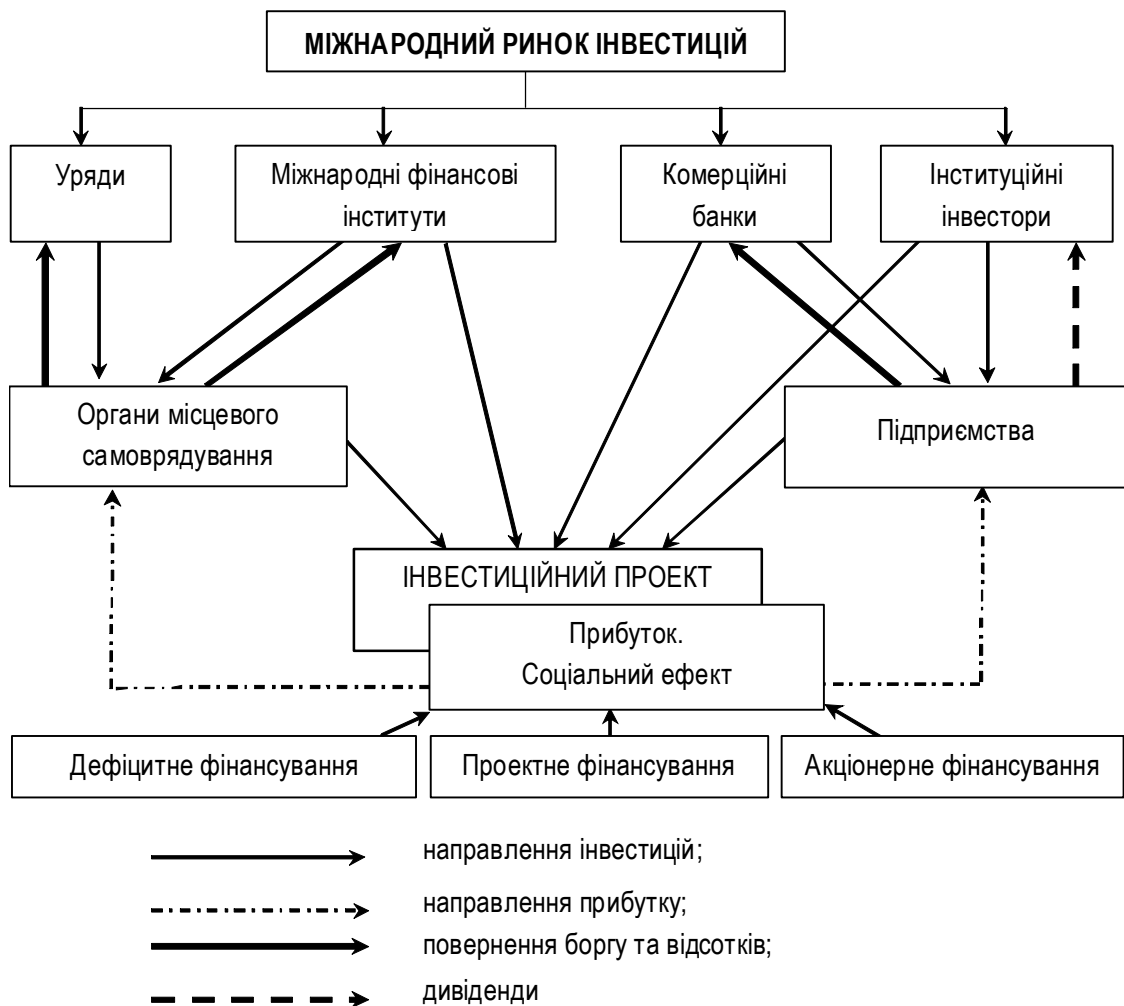 МІЖНАРОДНИЙ РИНОК ІНВЕСТИЦІЙ
Уряди
Міжнародні фінансові
інститути
Комерційні
банки
Інституційні
інвестори
Органи місцевого
самоврядування
Підприємства
ІНВЕСТИЦІЙНИЙ ПРОЕКТ
Прибуток.
Соціальний ефект
Дефіцитне фінансування
Проектне фінансування
Акціонерне фінансування
направлення інвестицій;
направлення прибутку;
повернення боргу та відсотків;
дивіденди